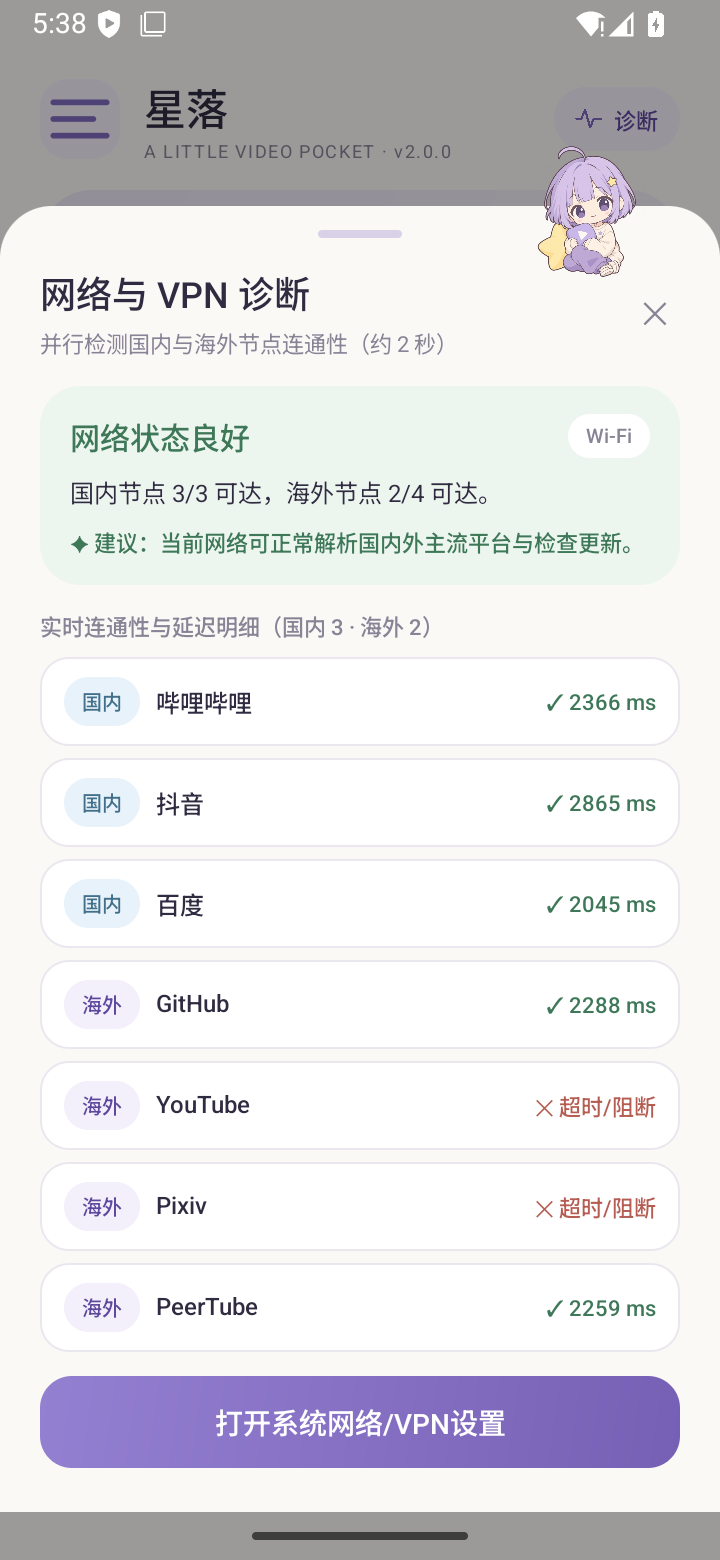 5:38
星落
A LITTLE VIDEO POCKET · v2.0.0
诊断
网络与 VPN 诊断
并行检测国内与海外节点连通性（约 2 秒）
网络状态良好
Wi-Fi
国内节点 3/3 可达，海外节点 2/4 可达。
✦ 建议：当前网络可正常解析国内外主流平台与检查更新。
实时连通性与延迟明细（国内 3 · 海外 2）
国内 哔哩哔哩 ✓ 2366 ms
国内 抖音 ✓ 2865 ms
国内 百度 ✓ 2045 ms
海外 GitHub ✓ 2288 ms
海外 YouTube ✕ 超时/阻断
海外 Pixiv ✕ 超时/阻断
海外 PeerTube ✓ 2259 ms
打开系统网络/VPN设置